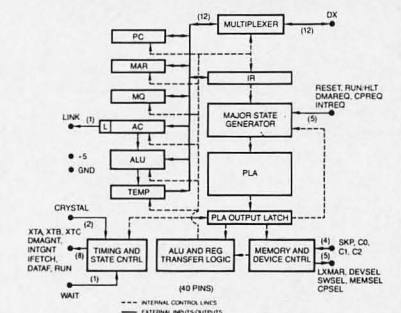 (12)
MULTIPLEXER
DX
(12)
PC
MAR
IR
MQ
RESET, RUN/HLT
DMAREQ, CPREQ
INTREQ
(5)
MAJOR STATE
GENERATOR
LINK
(1)
L
AC
-5
GND
ALU
PLA
TEMP
CRYSTAL
(2)
PLA OUTPUT LATCH
XTA, XTB, XTC
DMAGNT,
INTGNT
IFETCH,
DATAF, RUN
(8)
TIMING AND
STATE CNTRL
ALU AND REG
TRANSFER LOGIC
MEMORY AND
DEVICE CNTRL
(4)
SKP, C0,
C1, C2
(5)
LXMAR, DEVSEL
SWSEL, MEMSEL
CPSEL
WAIT
(1)
(40 PINS)
INTERNAL CONTROL LINES
EXTERNAL INPUTS/OUTPUTS